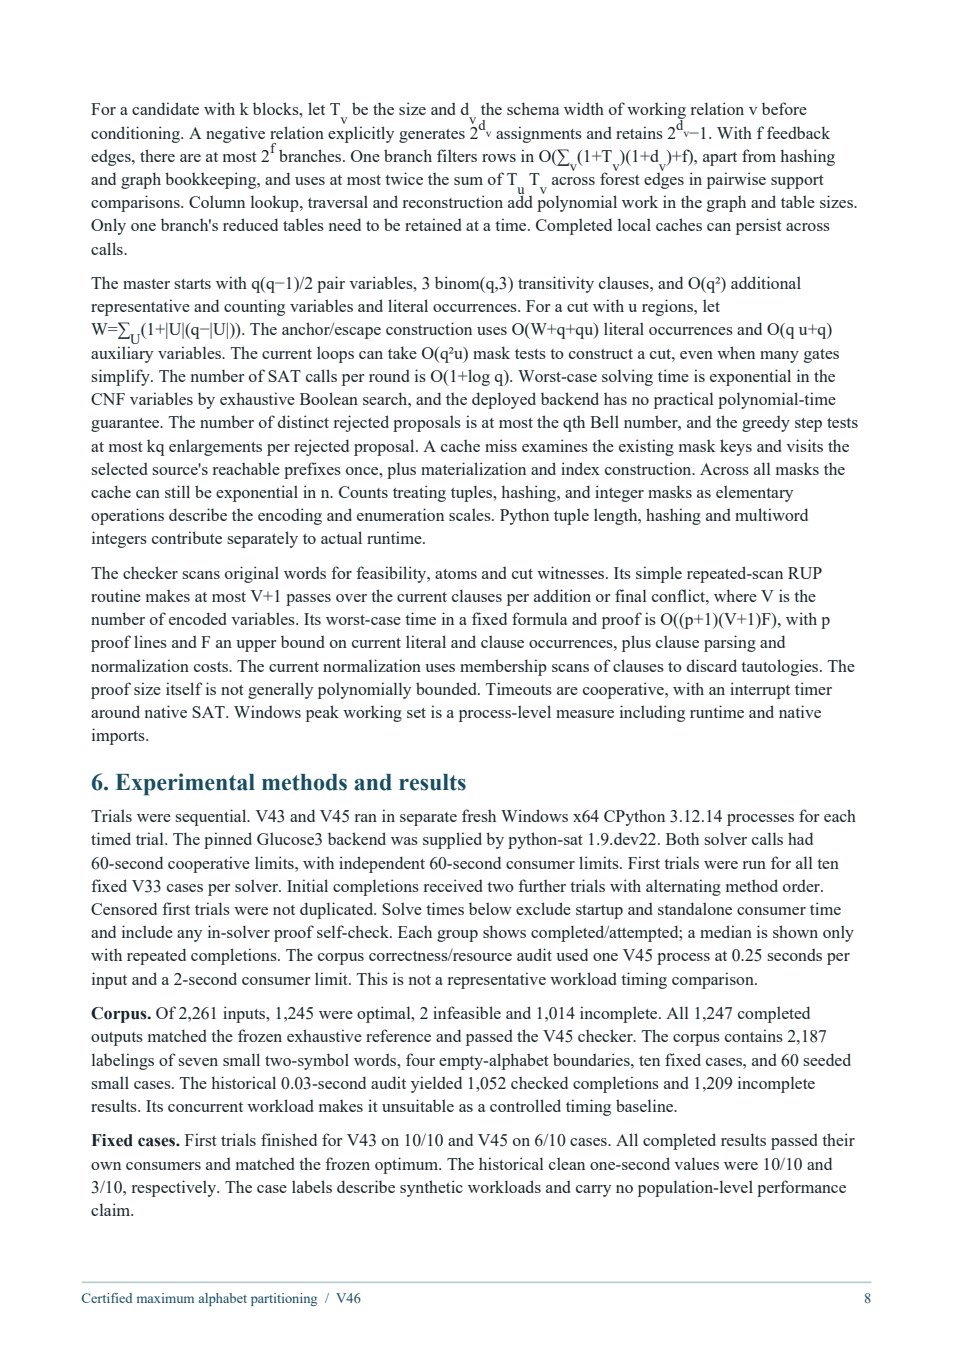 For a candidate with k blocks, let T_v be the size and d_v the schema width of working relation v before
conditioning. A negative relation explicitly generates 2^d_v assignments and retains 2^d_v−1. With f feedback
edges, there are at most 2^f branches. One branch filters rows in O(∑_v(1+T_v)(1+d_v)+f), apart from hashing
and graph bookkeeping, and uses at most twice the sum of T_u T_v across forest edges in pairwise support
comparisons. Column lookup, traversal and reconstruction add polynomial work in the graph and table sizes.
Only one branch's reduced tables need to be retained at a time. Completed local caches can persist across
calls.
The master starts with q(q−1)/2 pair variables, 3 binom(q,3) transitivity clauses, and O(q²) additional
representative and counting variables and literal occurrences. For a cut with u regions, let
W=∑_U(1+|U|(q−|U|)). The anchor/escape construction uses O(W+q+qu) literal occurrences and O(q u+q)
auxiliary variables. The current loops can take O(q²u) mask tests to construct a cut, even when many gates
simplify. The number of SAT calls per round is O(1+log q). Worst-case solving time is exponential in the
CNF variables by exhaustive Boolean search, and the deployed backend has no practical polynomial-time
guarantee. The number of distinct rejected proposals is at most the qth Bell number, and the greedy step tests
at most kq enlargements per rejected proposal. A cache miss examines the existing mask keys and visits the
selected source's reachable prefixes once, plus materialization and index construction. Across all masks the
cache can still be exponential in n. Counts treating tuples, hashing, and integer masks as elementary
operations describe the encoding and enumeration scales. Python tuple length, hashing and multiword
integers contribute separately to actual runtime.
The checker scans original words for feasibility, atoms and cut witnesses. Its simple repeated-scan RUP
routine makes at most V+1 passes over the current clauses per addition or final conflict, where V is the
number of encoded variables. Its worst-case time in a fixed formula and proof is O((p+1)(V+1)F), with p
proof lines and F an upper bound on current literal and clause occurrences, plus clause parsing and
normalization costs. The current normalization uses membership scans of clauses to discard tautologies. The
proof size itself is not generally polynomially bounded. Timeouts are cooperative, with an interrupt timer
around native SAT. Windows peak working set is a process-level measure including runtime and native
imports.
6. Experimental methods and results
Trials were sequential. V43 and V45 ran in separate fresh Windows x64 CPython 3.12.14 processes for each
timed trial. The pinned Glucose3 backend was supplied by python-sat 1.9.dev22. Both solver calls had
60-second cooperative limits, with independent 60-second consumer limits. First trials were run for all ten
fixed V33 cases per solver. Initial completions received two further trials with alternating method order.
Censored first trials were not duplicated. Solve times below exclude startup and standalone consumer time
and include any in-solver proof self-check. Each group shows completed/attempted; a median is shown only
with repeated completions. The corpus correctness/resource audit used one V45 process at 0.25 seconds per
input and a 2-second consumer limit. This is not a representative workload timing comparison.
Corpus. Of 2,261 inputs, 1,245 were optimal, 2 infeasible and 1,014 incomplete. All 1,247 completed
outputs matched the frozen exhaustive reference and passed the V45 checker. The corpus contains 2,187
labelings of seven small two-symbol words, four empty-alphabet boundaries, ten fixed cases, and 60 seeded
small cases. The historical 0.03-second audit yielded 1,052 checked completions and 1,209 incomplete
results. Its concurrent workload makes it unsuitable as a controlled timing baseline.
Fixed cases. First trials finished for V43 on 10/10 and V45 on 6/10 cases. All completed results passed their
own consumers and matched the frozen optimum. The historical clean one-second values were 10/10 and
3/10, respectively. The case labels describe synthetic workloads and carry no population-level performance
claim.
Certified maximum alphabet partitioning / V46
8